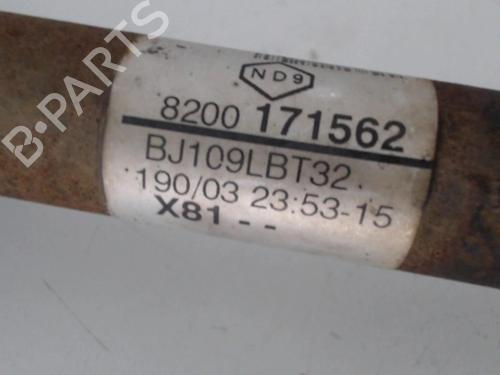 ND9
8200 171562
BJ109LBT32
190/03 23:53-15
X81 - -
B-PARTS